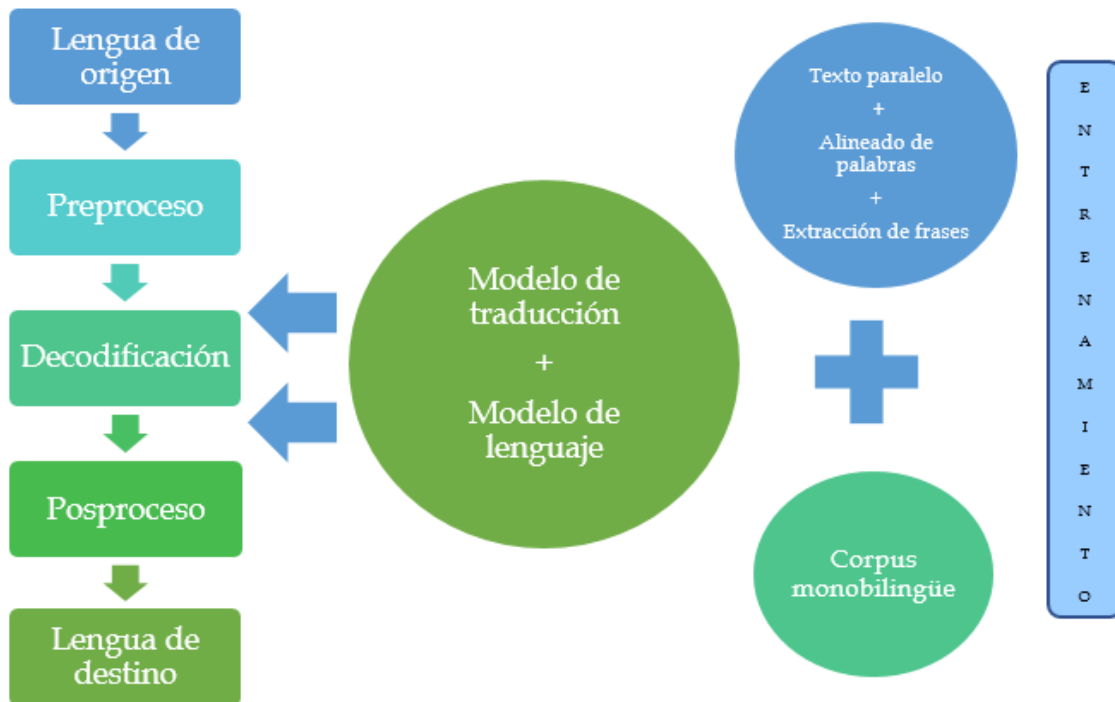 Lengua de
origen
Preproceso
Decodificación
Posproceso
Lengua de
destino
Modelo de
traducción
+
Modelo de
lenguaje
Texto paralelo
+
Alineado de
palabras
+
Extracción de frases
Corpus
monobilingüe
E
N
T
R
E
N
A
M
I
E
N
T
O